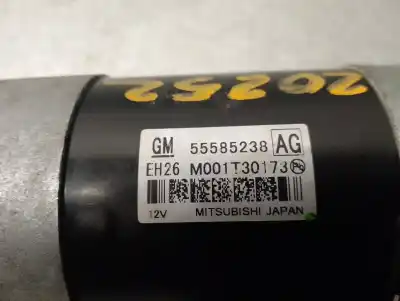 20252
GM 55585238 AG
EH26 M001T30173
12V MITSUBISHI JAPAN